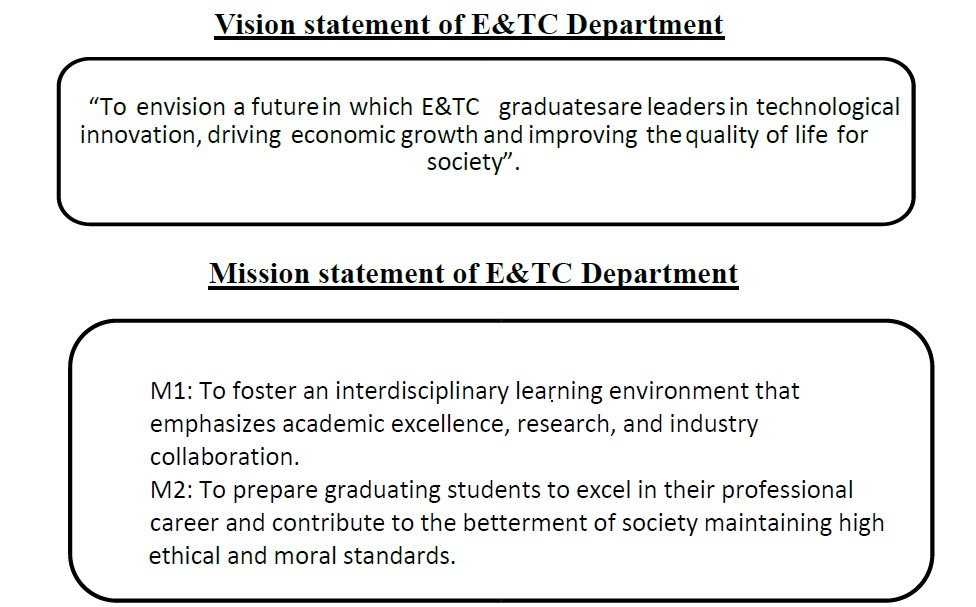 Vision statement of E&TC Department
“To envision a future in which E&TC graduatesare leaders in technological
innovation, driving economic growth and improving the quality of life for
society”.
Mission statement of E&TC Department
M1: To foster an interdisciplinary learning environment that
emphasizes academic excellence, research, and industry
collaboration.
M2: To prepare graduating students to excel in their professional
career and contribute to the betterment of society maintaining high
ethical and moral standards.